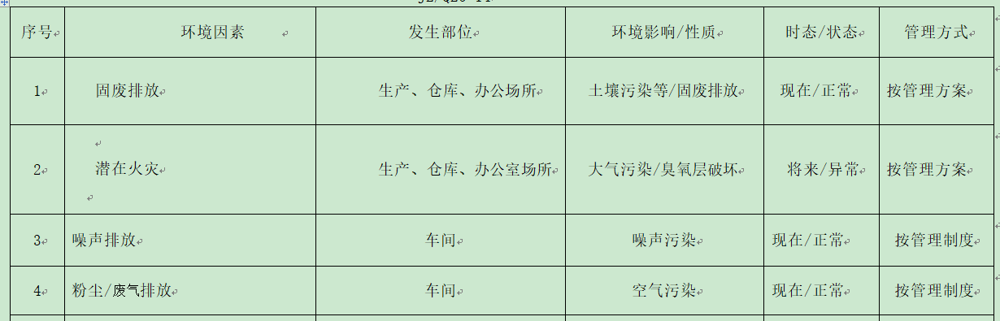 序号 环境因素 发生部位 环境影响/性质 时态/状态 管理方式
1 固废排放 生产、仓库、办公场所 土壤污染等/固废排放 现在/正常 按管理方案
2 潜在火灾 生产、仓库、办公室场所 大气污染/臭氧层破坏 将来/异常 按管理方案
3 噪声排放 车间 噪声污染 现在/正常 按管理制度
4 粉尘/废气排放 车间 空气污染 现在/正常 按管理制度